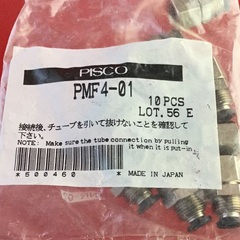 PISCO
PMF4-01
10PCS
LOT.56 E
接続後、チューブを引いて抜けないことを確認して
下さい。
NOTE: Make sure the tube connection by pulling
it when it is put-in.
*500460*
MADE IN JAPAN